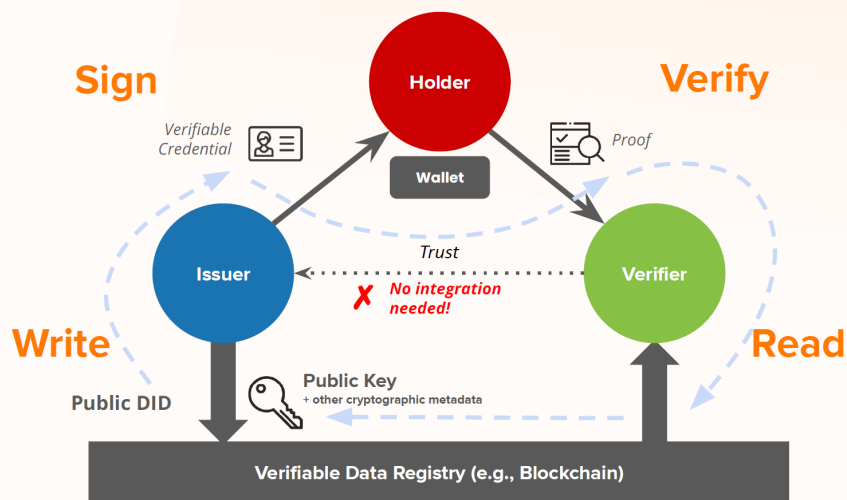 Sign
Holder
Verify
Verifiable
Credential
Proof
Wallet
Issuer
Trust
Verifier
✗ No integration
needed!
Write
Read
Public DID
Public Key
+ other cryptographic metadata
Verifiable Data Registry (e.g., Blockchain)